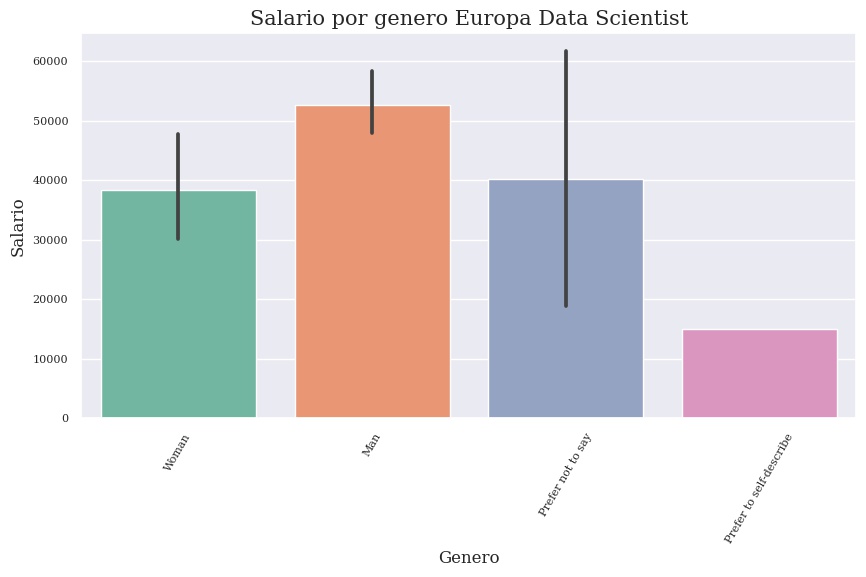 Salario por genero Europa Data Scientist
Salario
60000
50000
40000
30000
20000
10000
0
Woman
Man
Prefer not to say
Prefer to self-describe
Genero